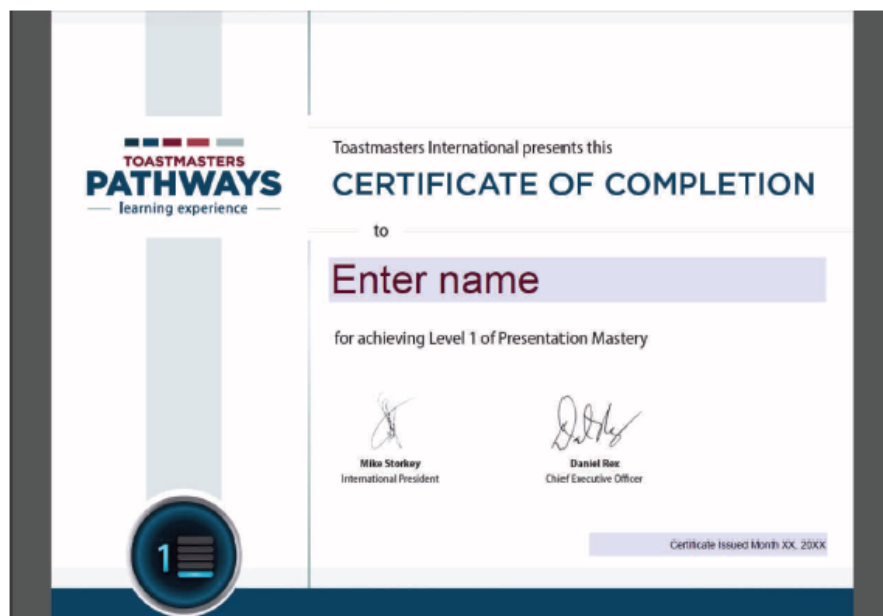 TOASTMASTERS
PATHWAYS
learning experience
Toastmasters International presents this
CERTIFICATE OF COMPLETION
to
Enter name
for achieving Level 1 of Presentation Mastery
Mike Storkey
International President
Daniel Rex
Chief Executive Officer
Certificate Issued Month XX, 20XX
1